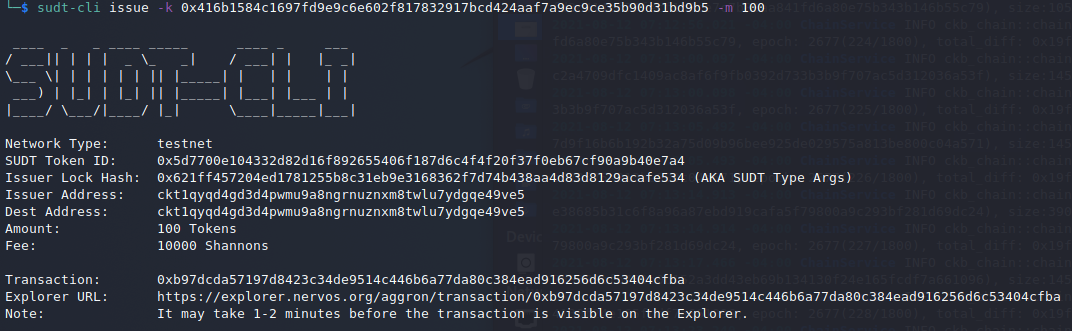 └─$ sudt-cli issue -k 0x416b1584c1697fd9e9c6e602f817832917bcd424aaf7a9ec9ce35b90d31bd9b5 -m 100
SUDT-CLI
Network Type: testnet
SUDT Token ID: 0x5d7700e104332d82d16f892655406f187d6c4f4f20f37f0eb67cf90a9b40e7a4
Issuer Lock Hash: 0x621ff457204ed1781255b8c31eb9e3168362f7d74b438aa4d83d8129acafe534 (AKA SUDT Type Args)
Issuer Address: ckt1qyqd4gd3d4pwmu9a8ngrnuznxm8twlu7ydgqe49ve5
Dest Address: ckt1qyqd4gd3d4pwmu9a8ngrnuznxm8twlu7ydgqe49ve5
Amount: 100 Tokens
Fee: 10000 Shannons
Transaction: 0xb97dcda57197d8423c34de9514c446b6a77da80c384ead916256d6c53404cfba
Explorer URL: https://explorer.nervos.org/aggron/transaction/0xb97dcda57197d8423c34de9514c446b6a77da80c384ead916256d6c53404cfba
Note: It may take 1-2 minutes before the transaction is visible on the Explorer.